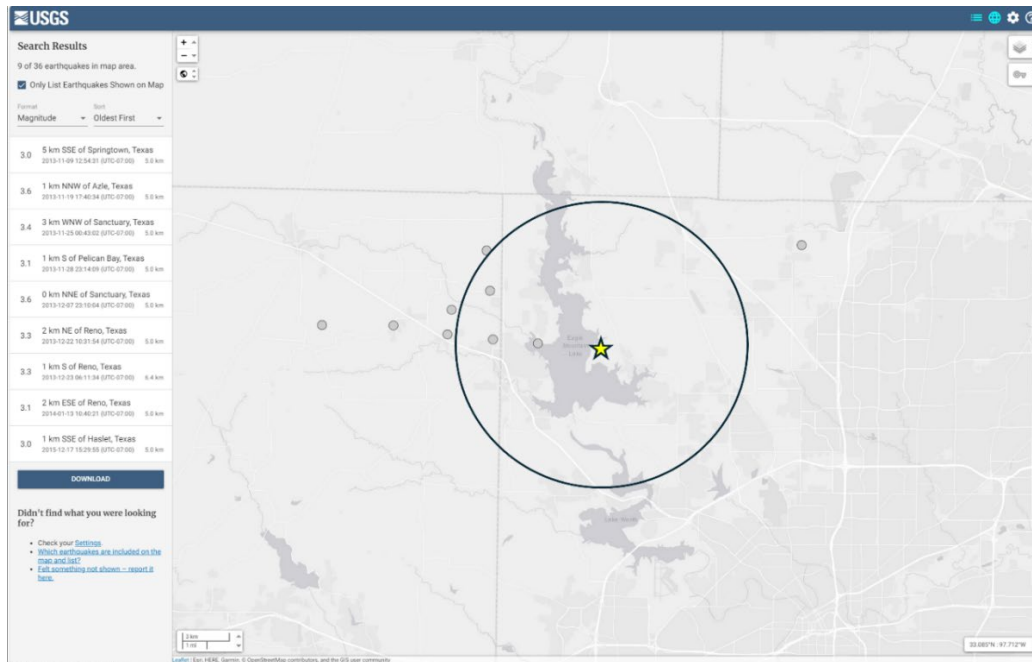 USGS
Search Results
9 of 36 earthquakes in map area.
Only List Earthquakes Shown on Map
Format
Sort
Magnitude
Oldest First
3.0
5 km SSE of Springtown, Texas
2013-11-09 12:54:31 (UTC-07:00) 5.0 km
3.6
1 km NNW of Azle, Texas
2013-11-19 17:40:34 (UTC-07:00) 5.0 km
3.4
3 km WNW of Sanctuary, Texas
2013-11-25 00:43:02 (UTC-07:00) 5.0 km
3.1
1 km S of Pelican Bay, Texas
2013-11-28 23:14:09 (UTC-07:00) 5.0 km
3.6
0 km NNE of Sanctuary, Texas
2013-12-07 23:10:04 (UTC-07:00) 5.0 km
3.3
2 km NE of Reno, Texas
2013-12-22 10:31:54 (UTC-07:00) 5.0 km
3.3
1 km S of Reno, Texas
2013-12-23 06:11:34 (UTC-07:00) 6.4 km
3.1
2 km ESE of Reno, Texas
2014-01-13 10:40:21 (UTC-07:00) 5.0 km
3.0
1 km SSE of Haslet, Texas
2015-12-17 15:29:55 (UTC-07:00) 5.0 km
DOWNLOAD
Didn't find what you were looking
for?
Check your Settings.
Which earthquakes are included on the
map and list?
Felt something not shown – report it
here.
Eagle
Mountain
Lake
2 km
1 mi
33.085°N : 97.712°W
Leaflet | Esri, HERE, Garmin, © OpenStreetMap contributors, and the GIS user community